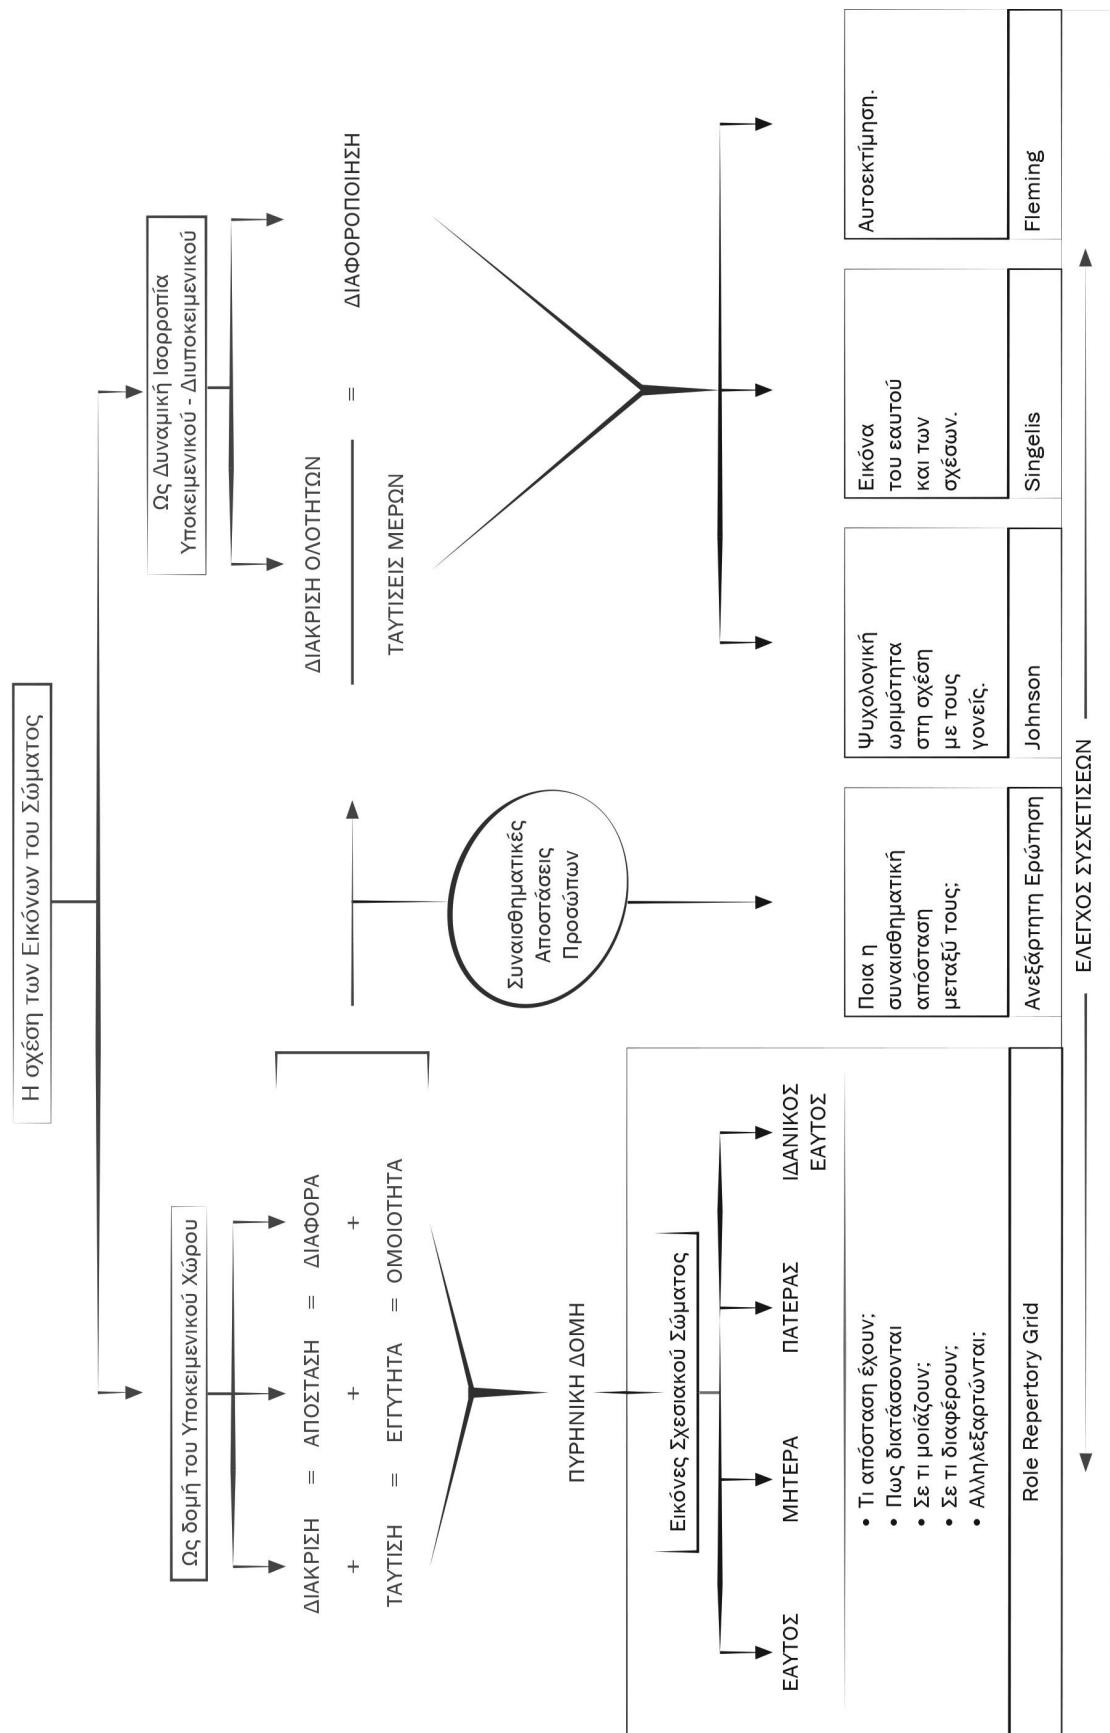 Η σχέση των Εικόνων του Σώματος
Ως δομή του Υποκειμενικού Χώρου
ΔΙΑΚΡΙΣΗ = ΑΠΟΣΤΑΣΗ = ΔΙΑΦΟΡΑ
+ + +
ΤΑΥΤΙΣΗ = ΕΓΓΥΤΗΤΑ = ΟΜΟΙΟΤΗΤΑ
ΠΥΡΗΝΙΚΗ ΔΟΜΗ
Εικόνες Σχεσιακού Σώματος
ΕΑΥΤΟΣ
ΜΗΤΕΡΑ
ΠΑΤΕΡΑΣ
ΙΔΑΝΙΚΟΣ
ΕΑΥΤΟΣ
• Τι απόσταση έχουν;
• Πως διατάσσονται
• Σε τι μοιάζουν;
• Σε τι διαφέρουν;
• Αλληλεξαρτώνται;
Role Repertory Grid
Συναισθηματικές
Αποστάσεις
Προσώπων
Ποια η
συναισθηματική
απόσταση
μεταξύ τους;
Ανεξάρτητη Ερώτηση
Ως Δυναμική Ισορροπία
Υποκειμενικού - Διυποκειμενικού
ΔΙΑΚΡΙΣΗ ΟΛΟΤΗΤΩΝ
ΤΑΥΤΙΣΕΙΣ ΜΕΡΩΝ
=
ΔΙΑΦΟΡΟΠΟΙΗΣΗ
Ψυχολογική
ωριμότητα
στη σχέση
με τους
γονείς.
Johnson
Εικόνα
του εαυτού
και των
σχέσων.
Singelis
Αυτοεκτίμηση.
Fleming
ΕΛΕΓΧΟΣ ΣΥΣΧΕΤΙΣΕΩΝ